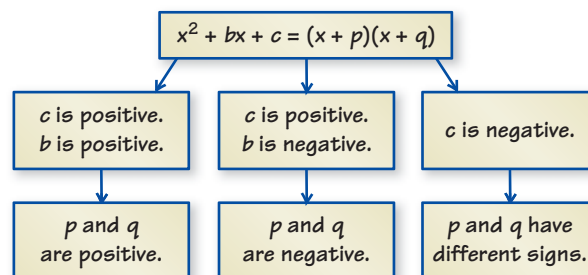 x² + bx + c = (x + p)(x + q)
c is positive.
b is positive.
c is positive.
b is negative.
c is negative.
p and q
are positive.
p and q
are negative.
p and q have
different signs.